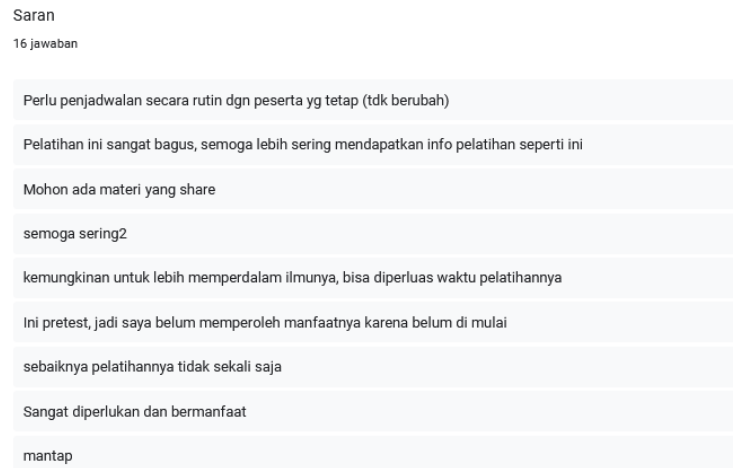 Saran
16 jawaban
Perlu penjadwalan secara rutin dgn peserta yg tetap (tdk berubah)
Pelatihan ini sangat bagus, semoga lebih sering mendapatkan info pelatihan seperti ini
Mohon ada materi yang share
semoga sering2
kemungkinan untuk lebih memperdalam ilmunya, bisa diperluas waktu pelatihannya
Ini pretest, jadi saya belum memperoleh manfaatnya karena belum di mulai
sebaiknya pelatihannya tidak sekali saja
Sangat diperlukan dan bermanfaat
mantap